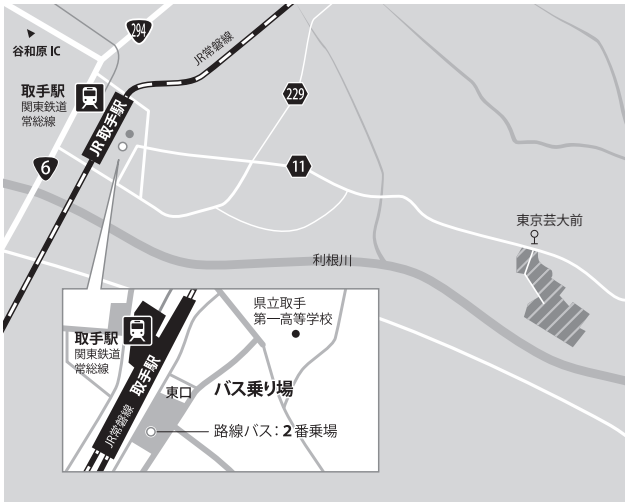 294
谷和原 IC
JR常磐線
取手駅
関東鉄道
常総線
JR 取手駅
229
6
11
東京芸大前
利根川
県立取手
第一高等学校
取手駅
関東鉄道
常総線
取手駅
東口
バス乗り場
JR常磐線
路線バス：2番乗場